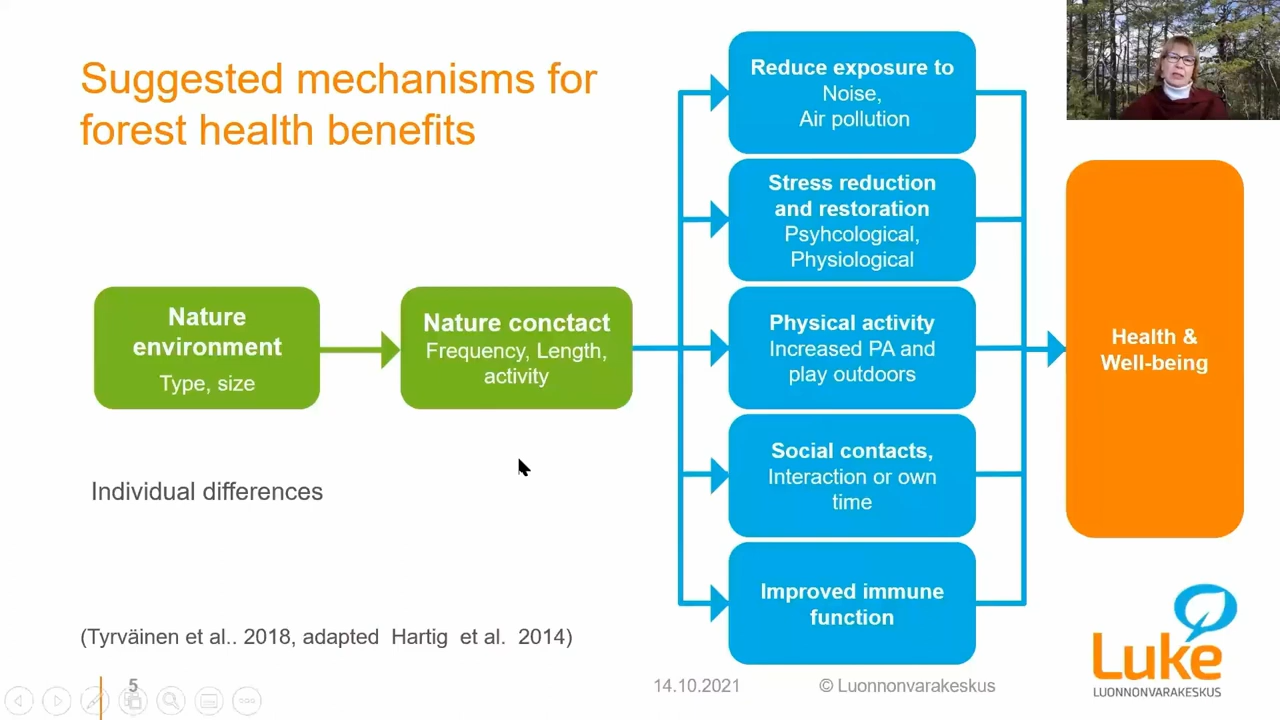 Suggested mechanisms for
forest health benefits
Nature
environment
Type, size
Nature conctact
Frequency, Length,
activity
Reduce exposure to
Noise,
Air pollution
Stress reduction
and restoration
Psyhcological,
Physiological
Physical activity
Increased PA and
play outdoors
Social contacts,
Interaction or own
time
Improved immune
function
Health &
Well-being
Individual differences
(Tyrväinen et al.. 2018, adapted Hartig et al. 2014)
5
14.10.2021
© Luonnonvarakeskus
Luke
LUONNONVARAKESKUS